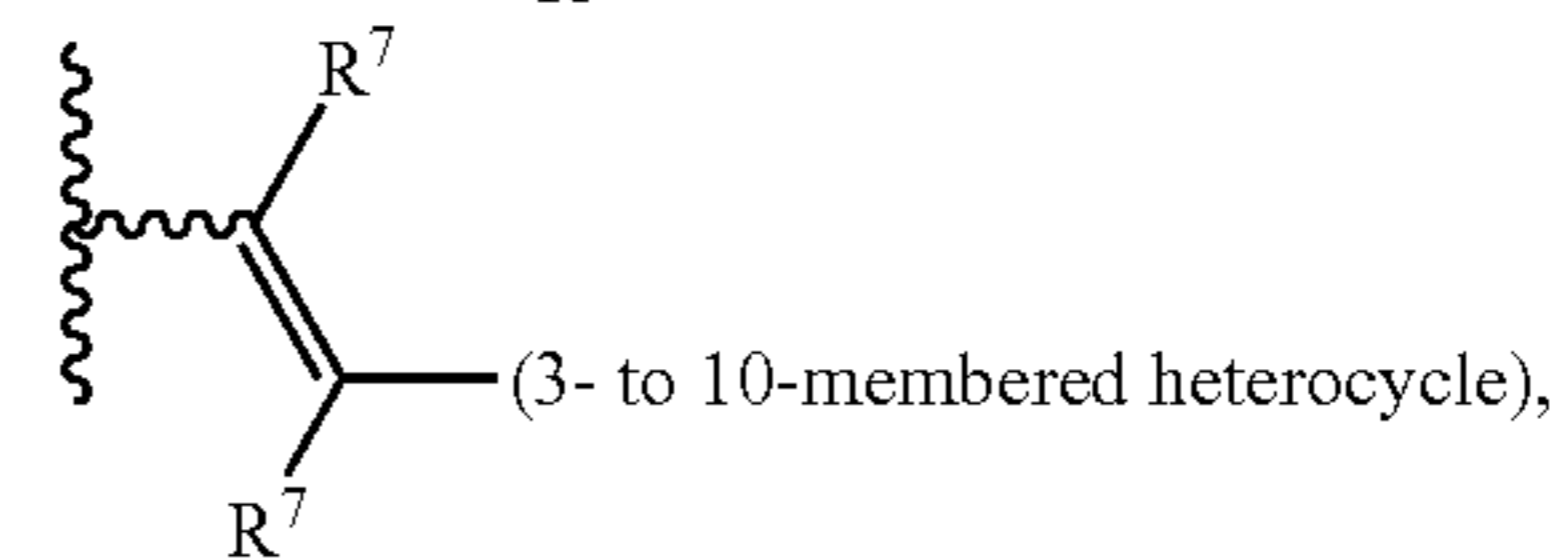 R⁷
(3- to 10-membered heterocycle),
R⁷